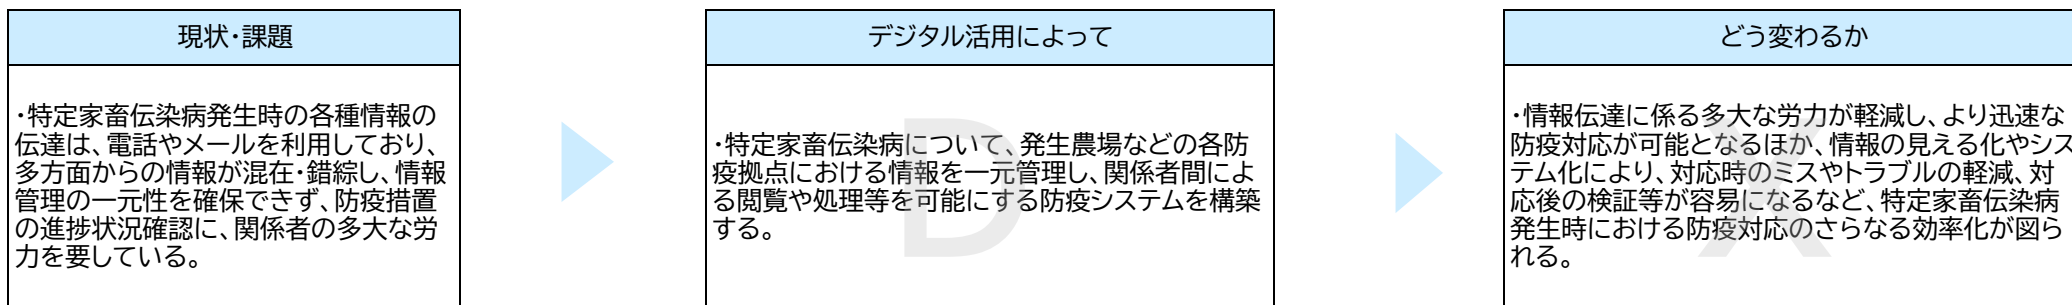 現状・課題
・特定家畜伝染病発生時の各種情報の
伝達は、電話やメールを利用しており、
多方面からの情報が混在・錯綜し、情報
管理の一元性を確保できず、防疫措置
の進捗状況確認に、関係者の多大な労
力を要している。
デジタル活用によって
・特定家畜伝染病について、発生農場などの各防
疫拠点における情報を一元管理し、関係者間によ
る閲覧や処理等を可能にする防疫システムを構築
する。
D
どう変わるか
・情報伝達に係る多大な労力が軽減し、より迅速な
防疫対応が可能となるほか、情報の見える化やシス
テム化により、対応時のミスやトラブルの軽減、対
応後の検証等が容易になるなど、特定家畜伝染病
発生時における防疫対応のさらなる効率化が図ら
れる。
X